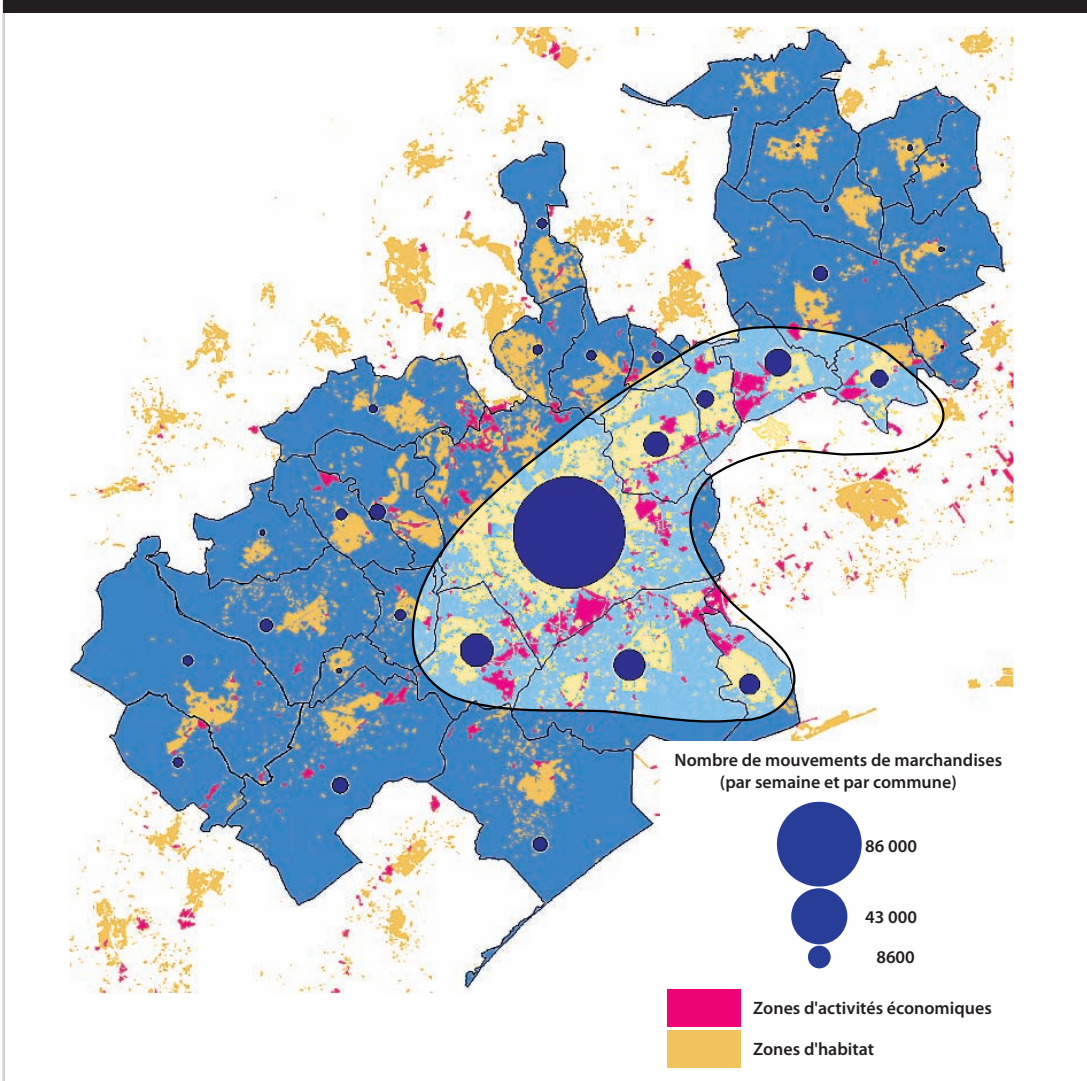 Nombre de mouvements de marchandises
(par semaine et par commune)
86 000
43 000
8600
Zones d'activités économiques
Zones d'habitat